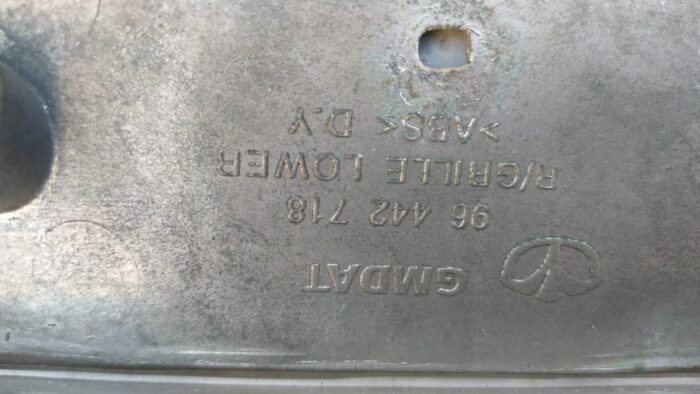 GMDAT
96 442 718
R/GRILLE LOWER
>ABS< D.Y